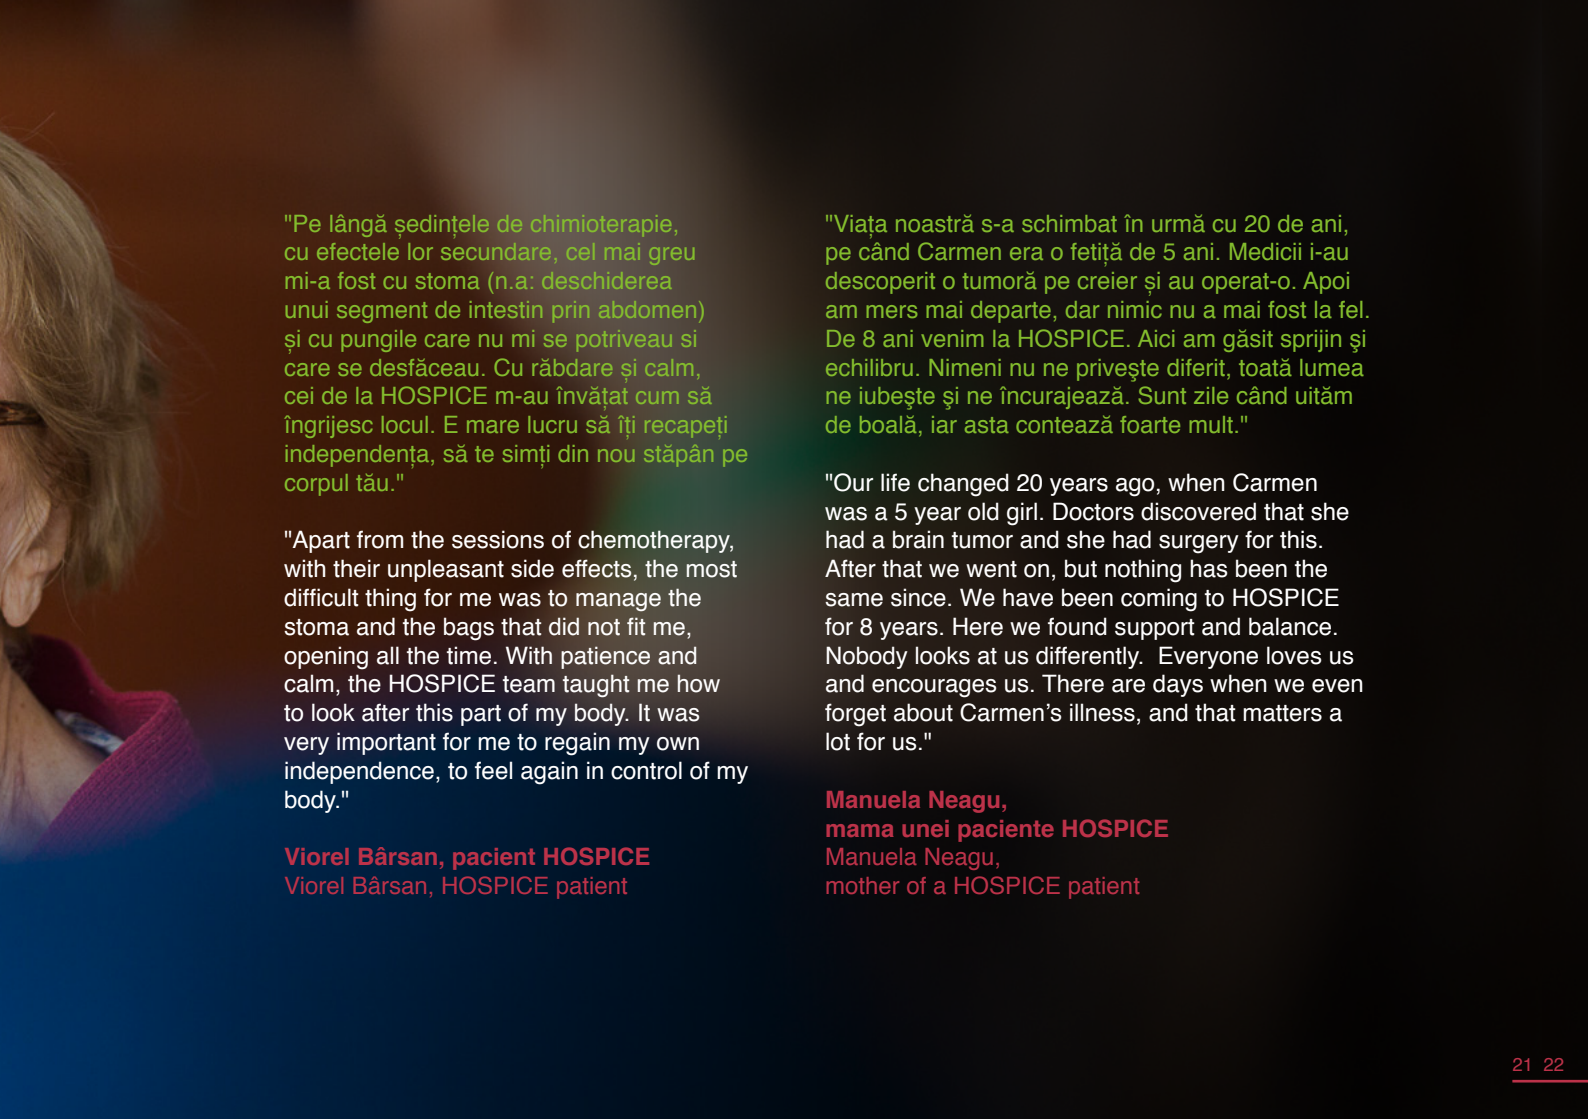 "Pe lângă ședințele de chimioterapie,
cu efectele lor secundare, cel mai greu
mi-a fost cu stoma (n.a: deschiderea
unui segment de intestin prin abdomen)
și cu pungile care nu mi se potriveau si
care se desfăceau. Cu răbdare și calm,
cei de la HOSPICE m-au învățat cum să
îngrijesc locul. E mare lucru să îți recapeți
independența, să te simți din nou stăpân pe
corpul tău."
"Apart from the sessions of chemotherapy,
with their unpleasant side effects, the most
difficult thing for me was to manage the
stoma and the bags that did not fit me,
opening all the time. With patience and
calm, the HOSPICE team taught me how
to look after this part of my body. It was
very important for me to regain my own
independence, to feel again in control of my
body."
Viorel Bârsan, pacient HOSPICE
Viorel Bârsan, HOSPICE patient
"Viața noastră s-a schimbat în urmă cu 20 de ani,
pe când Carmen era o fetiță de 5 ani. Medicii i-au
descoperit o tumoră pe creier și au operat-o. Apoi
am mers mai departe, dar nimic nu a mai fost la fel.
De 8 ani venim la HOSPICE. Aici am găsit sprijin şi
echilibru. Nimeni nu ne priveşte diferit, toată lumea
ne iubeşte şi ne încurajează. Sunt zile când uităm
de boală, iar asta contează foarte mult."
"Our life changed 20 years ago, when Carmen
was a 5 year old girl. Doctors discovered that she
had a brain tumor and she had surgery for this.
After that we went on, but nothing has been the
same since. We have been coming to HOSPICE
for 8 years. Here we found support and balance.
Nobody looks at us differently.  Everyone loves us
and encourages us. There are days when we even
forget about Carmen’s illness, and that matters a
lot for us."
Manuela Neagu,
mama unei paciente HOSPICE
Manuela Neagu,
mother of a HOSPICE patient
21 22